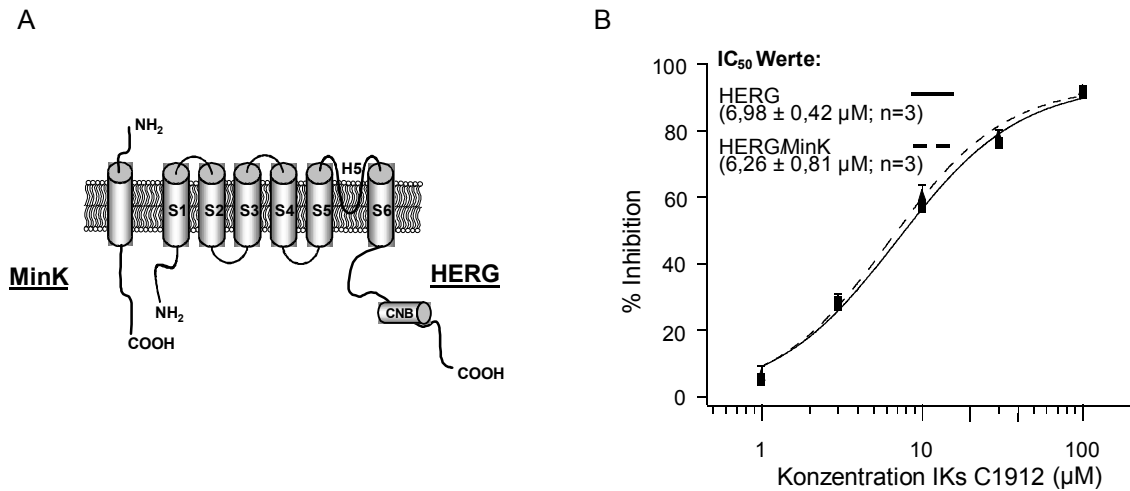 A
NH2
H5
S1 S2 S3 S4 S5 S6
MinK
HERG
NH2
CNB
COOH
COOH
B
IC50 Werte:
HERG
(6,98 ± 0,42 µM; n=3)
HERG/MinK
(6,26 ± 0,81 µM; n=3)
% Inhibition
100
80
60
40
20
0
1 10 100
Konzentration IKs C1912 (µM)